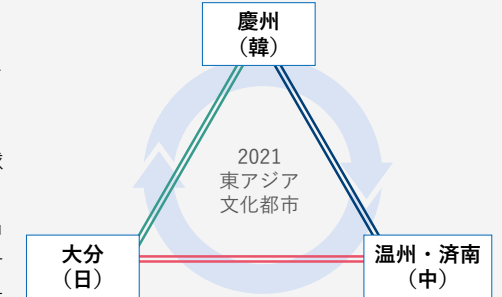 慶州
（韓）
2021
東アジア
文化都市
大分
（日）
温州・済南
（中）